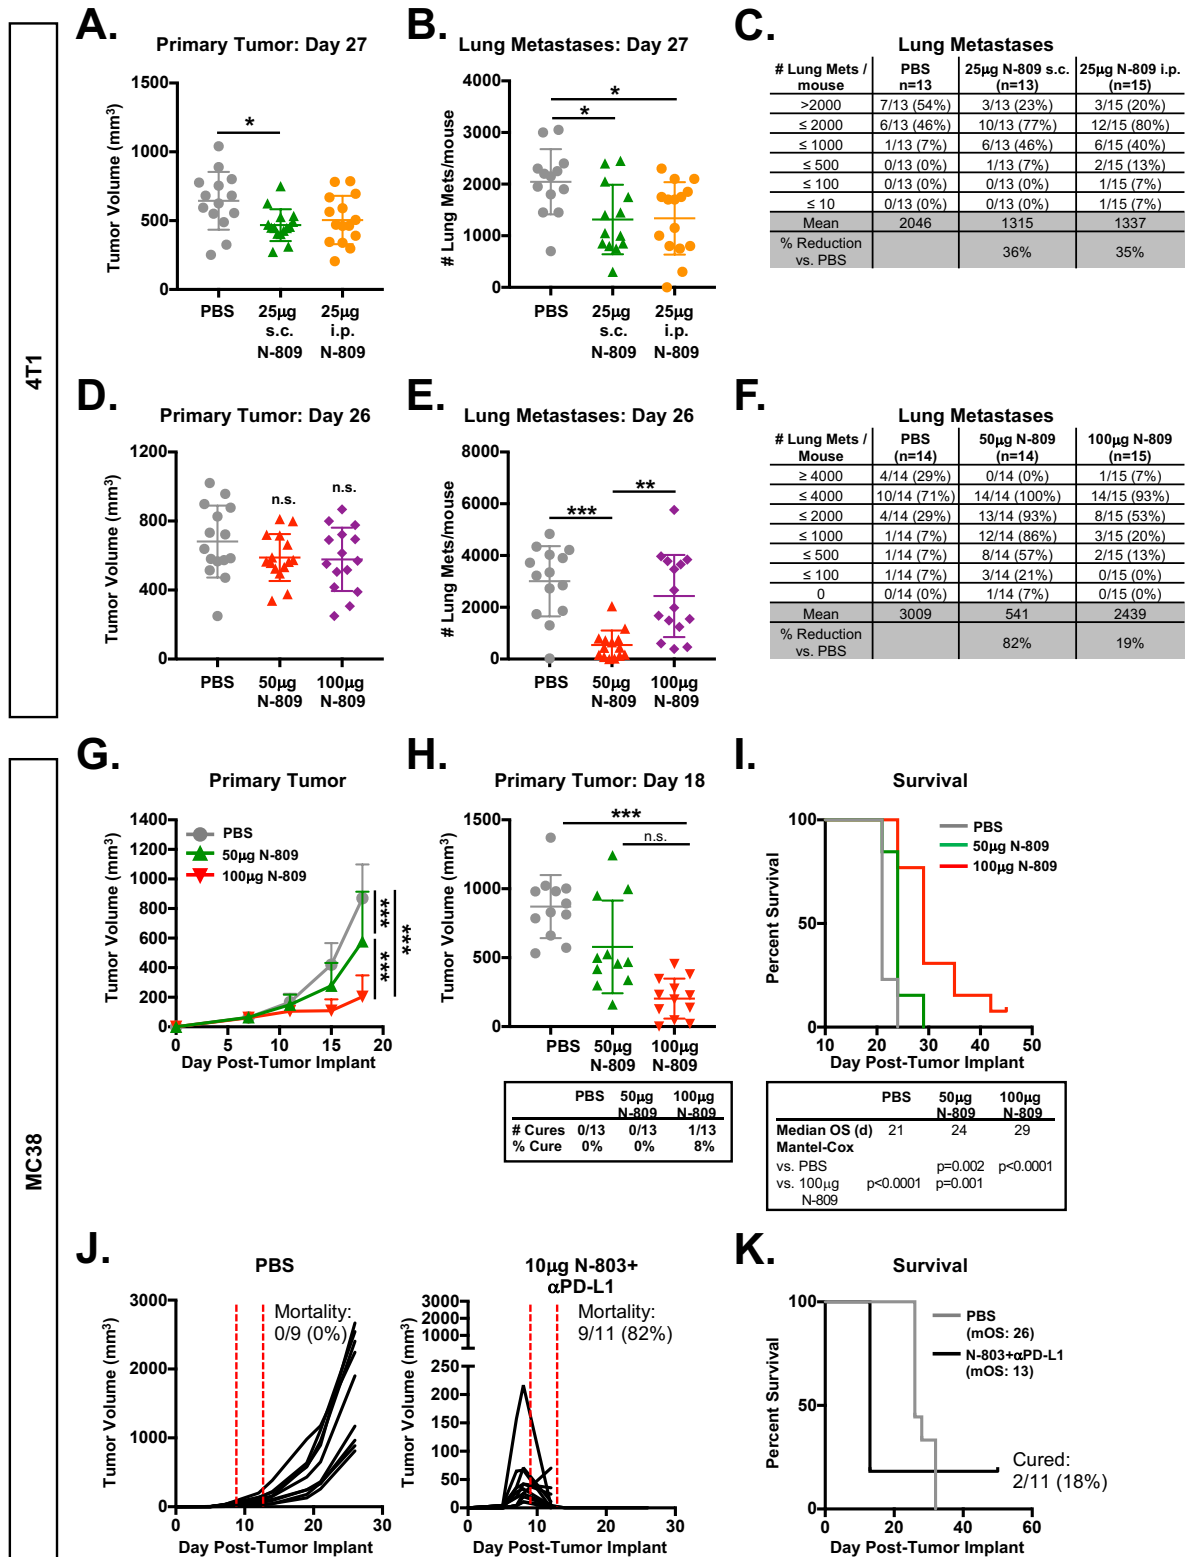 4T1
A.
Primary Tumor: Day 27
Tumor Volume (mm³)
1500
1000
500
0
*
PBS
25µg
s.c.
N-809
25µg
i.p.
N-809
B.
Lung Metastases: Day 27
# Lung Mets/mouse
4000
3000
2000
1000
0
*
*
PBS
25µg
s.c.
N-809
25µg
i.p.
N-809
C.
Lung Metastases
# Lung Mets / mouse PBS n=13 25µg N-809 s.c. (n=13) 25µg N-809 i.p. (n=15)
>2000 7/13 (54%) 3/13 (23%) 3/15 (20%)
≤ 2000 6/13 (46%) 10/13 (77%) 12/15 (80%)
≤ 1000 1/13 (7%) 6/13 (46%) 6/15 (40%)
≤ 500 0/13 (0%) 1/13 (7%) 2/15 (13%)
≤ 100 0/13 (0%) 0/13 (0%) 1/15 (7%)
≤ 10 0/13 (0%) 0/13 (0%) 1/15 (7%)
Mean 2046 1315 1337
% Reduction vs. PBS 36% 35%
D.
Primary Tumor: Day 26
Tumor Volume (mm³)
1200
800
400
0
n.s.
n.s.
PBS
50µg
N-809
100µg
N-809
E.
Lung Metastases: Day 26
# Lung Mets/mouse
8000
6000
4000
2000
0
***
**
PBS
50µg
N-809
100µg
N-809
F.
Lung Metastases
# Lung Mets / Mouse PBS (n=14) 50µg N-809 (n=14) 100µg N-809 (n=15)
≥ 4000 4/14 (29%) 0/14 (0%) 1/15 (7%)
≤ 4000 10/14 (71%) 14/14 (100%) 14/15 (93%)
≤ 2000 4/14 (29%) 13/14 (93%) 8/15 (53%)
≤ 1000 1/14 (7%) 12/14 (86%) 3/15 (20%)
≤ 500 1/14 (7%) 8/14 (57%) 2/15 (13%)
≤ 100 1/14 (7%) 3/14 (21%) 0/15 (0%)
0 0/14 (0%) 1/14 (7%) 0/15 (0%)
Mean 3009 541 2439
% Reduction vs. PBS 82% 19%
MC38
G.
Primary Tumor
Tumor Volume (mm³)
1400
1200
1000
800
600
400
200
0
PBS
50µg N-809
100µg N-809
***
***
***
0 5 10 15 20
Day Post-Tumor Implant
H.
Primary Tumor: Day 18
Tumor Volume (mm³)
1500
1000
500
0
***
n.s.
PBS
50µg
N-809
100µg
N-809
PBS 50µg N-809 100µg N-809
# Cures 0/13 0/13 1/13
% Cure 0% 0% 8%
I.
Survival
Percent Survival
100
50
0
PBS
50µg N-809
100µg N-809
10 20 30 40 50
Day Post-Tumor Implant
PBS 50µg N-809 100µg N-809
Median OS (d) 21 24 29
Mantel-Cox
vs. PBS p=0.002 p<0.0001
vs. 100µg N-809 p<0.0001 p=0.001
J.
PBS
Tumor Volume (mm³)
3000
2000
1000
0
Mortality:
0/9 (0%)
0 10 20 30
Day Post-Tumor Implant
10µg N-803+
αPD-L1
Tumor Volume (mm³)
3000
2000
1000
250
200
150
100
50
0
Mortality:
9/11 (82%)
0 10 20 30
Day Post-Tumor Implant
K.
Survival
Percent Survival
100
50
0
PBS
(mOS: 26)
N-803+αPD-L1
(mOS: 13)
Cured:
2/11 (18%)
0 20 40 60
Day Post-Tumor Implant